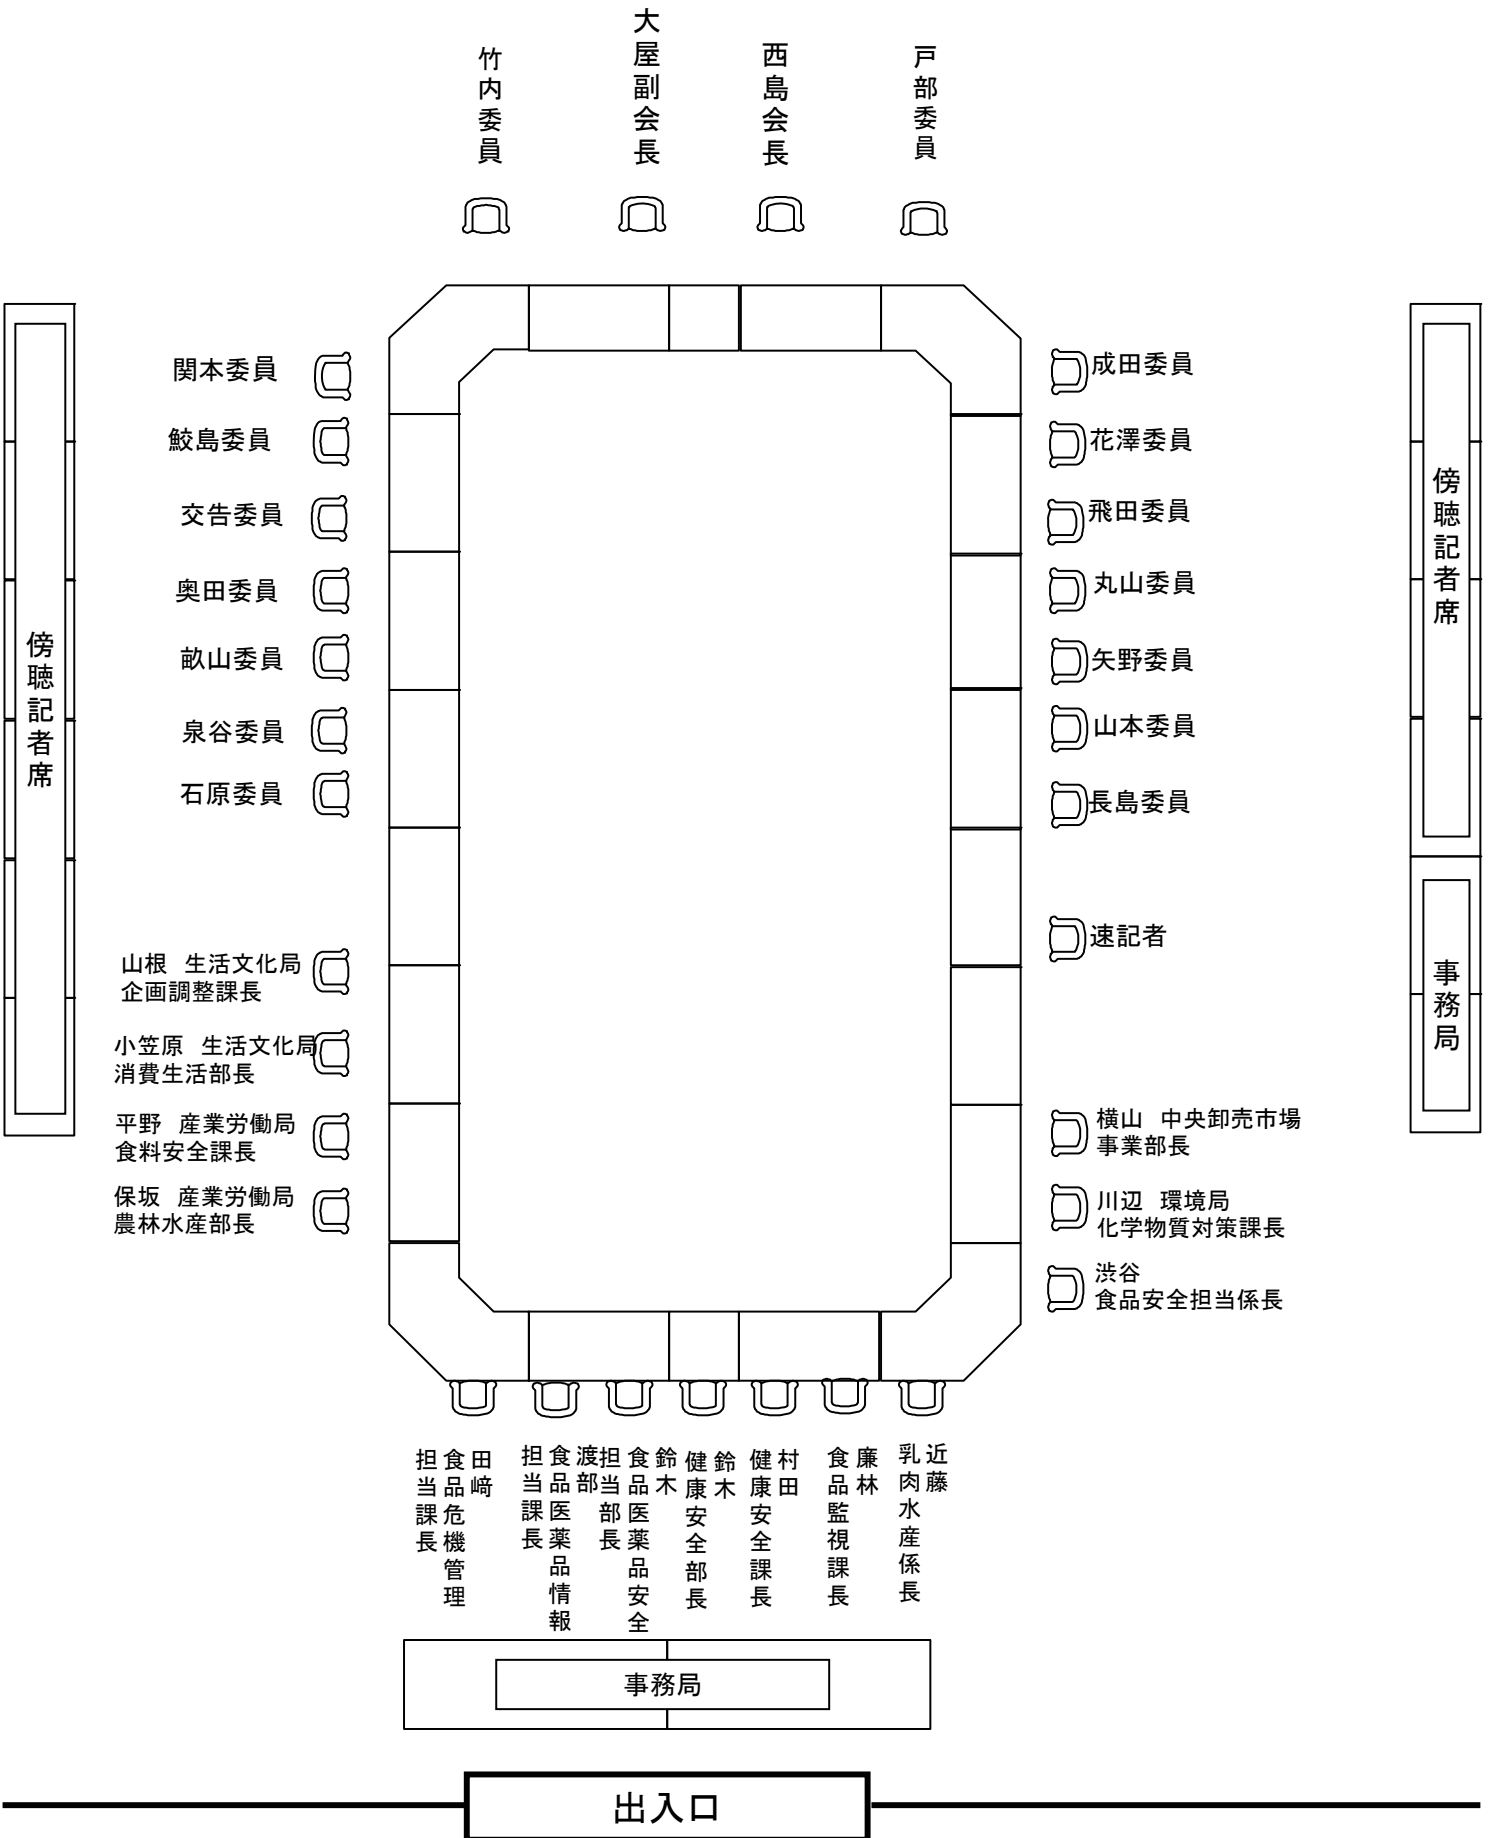 竹内委員
大屋副会長
西島会長
戸部委員
関本委員
鮫島委員
交告委員
奥田委員
畝山委員
泉谷委員
石原委員
山根 生活文化局
企画調整課長
小笠原 生活文化局
消費生活部長
平野 産業労働局
食料安全課長
保坂 産業労働局
農林水産部長
成田委員
花澤委員
飛田委員
丸山委員
矢野委員
山本委員
長島委員
速記者
横山 中央卸売市場
事業部長
川辺 環境局
化学物質対策課長
渋谷
食品安全担当係長
傍聴記者席
傍聴記者席
事務局
田﨑
食品危機管理
担当課長
渡部
食品医薬品情報
担当課長
鈴木
食品医薬品安全
担当部長
鈴木
健康安全部長
村田
健康安全課長
廉林
食品監視課長
近藤
乳肉水産係長
事務局
出入口